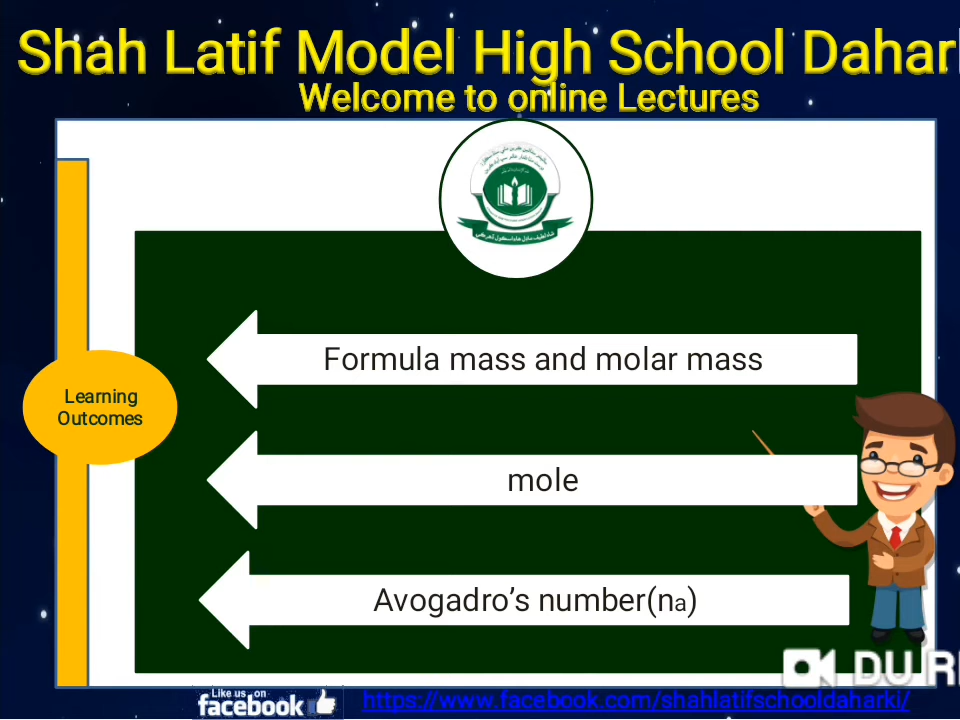 Shah Latif Model High School Dahark
Welcome to online Lectures
Formula mass and molar mass
Learning
Outcomes
mole
Avogadro’s number(na)
DU R
Like us on
facebook
https://www.facebook.com/shahlatifschooldaharki/